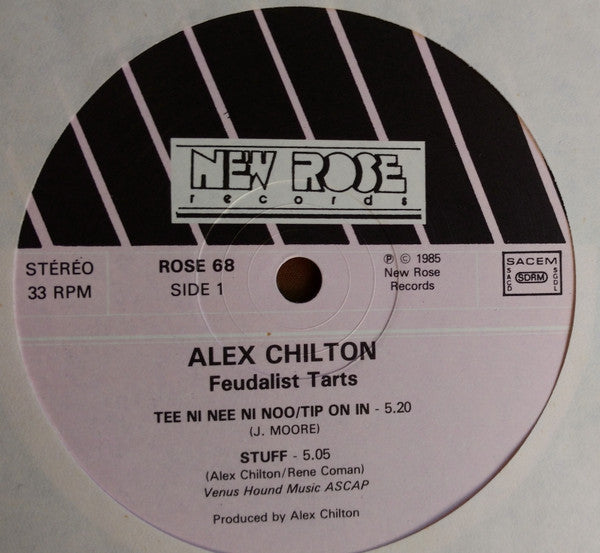 NEW ROSE
records
STÉRÉO
33 RPM
ROSE 68
SIDE 1
℗ © 1985
New Rose
Records
SACEM
SACD
SDRM
SGDL
ALEX CHILTON
Feudalist Tarts
TEE NI NEE NI NOO/TIP ON IN - 5.20
(J. MOORE)
STUFF - 5.05
(Alex Chilton/Rene Coman)
Venus Hound Music ASCAP
Produced by Alex Chilton